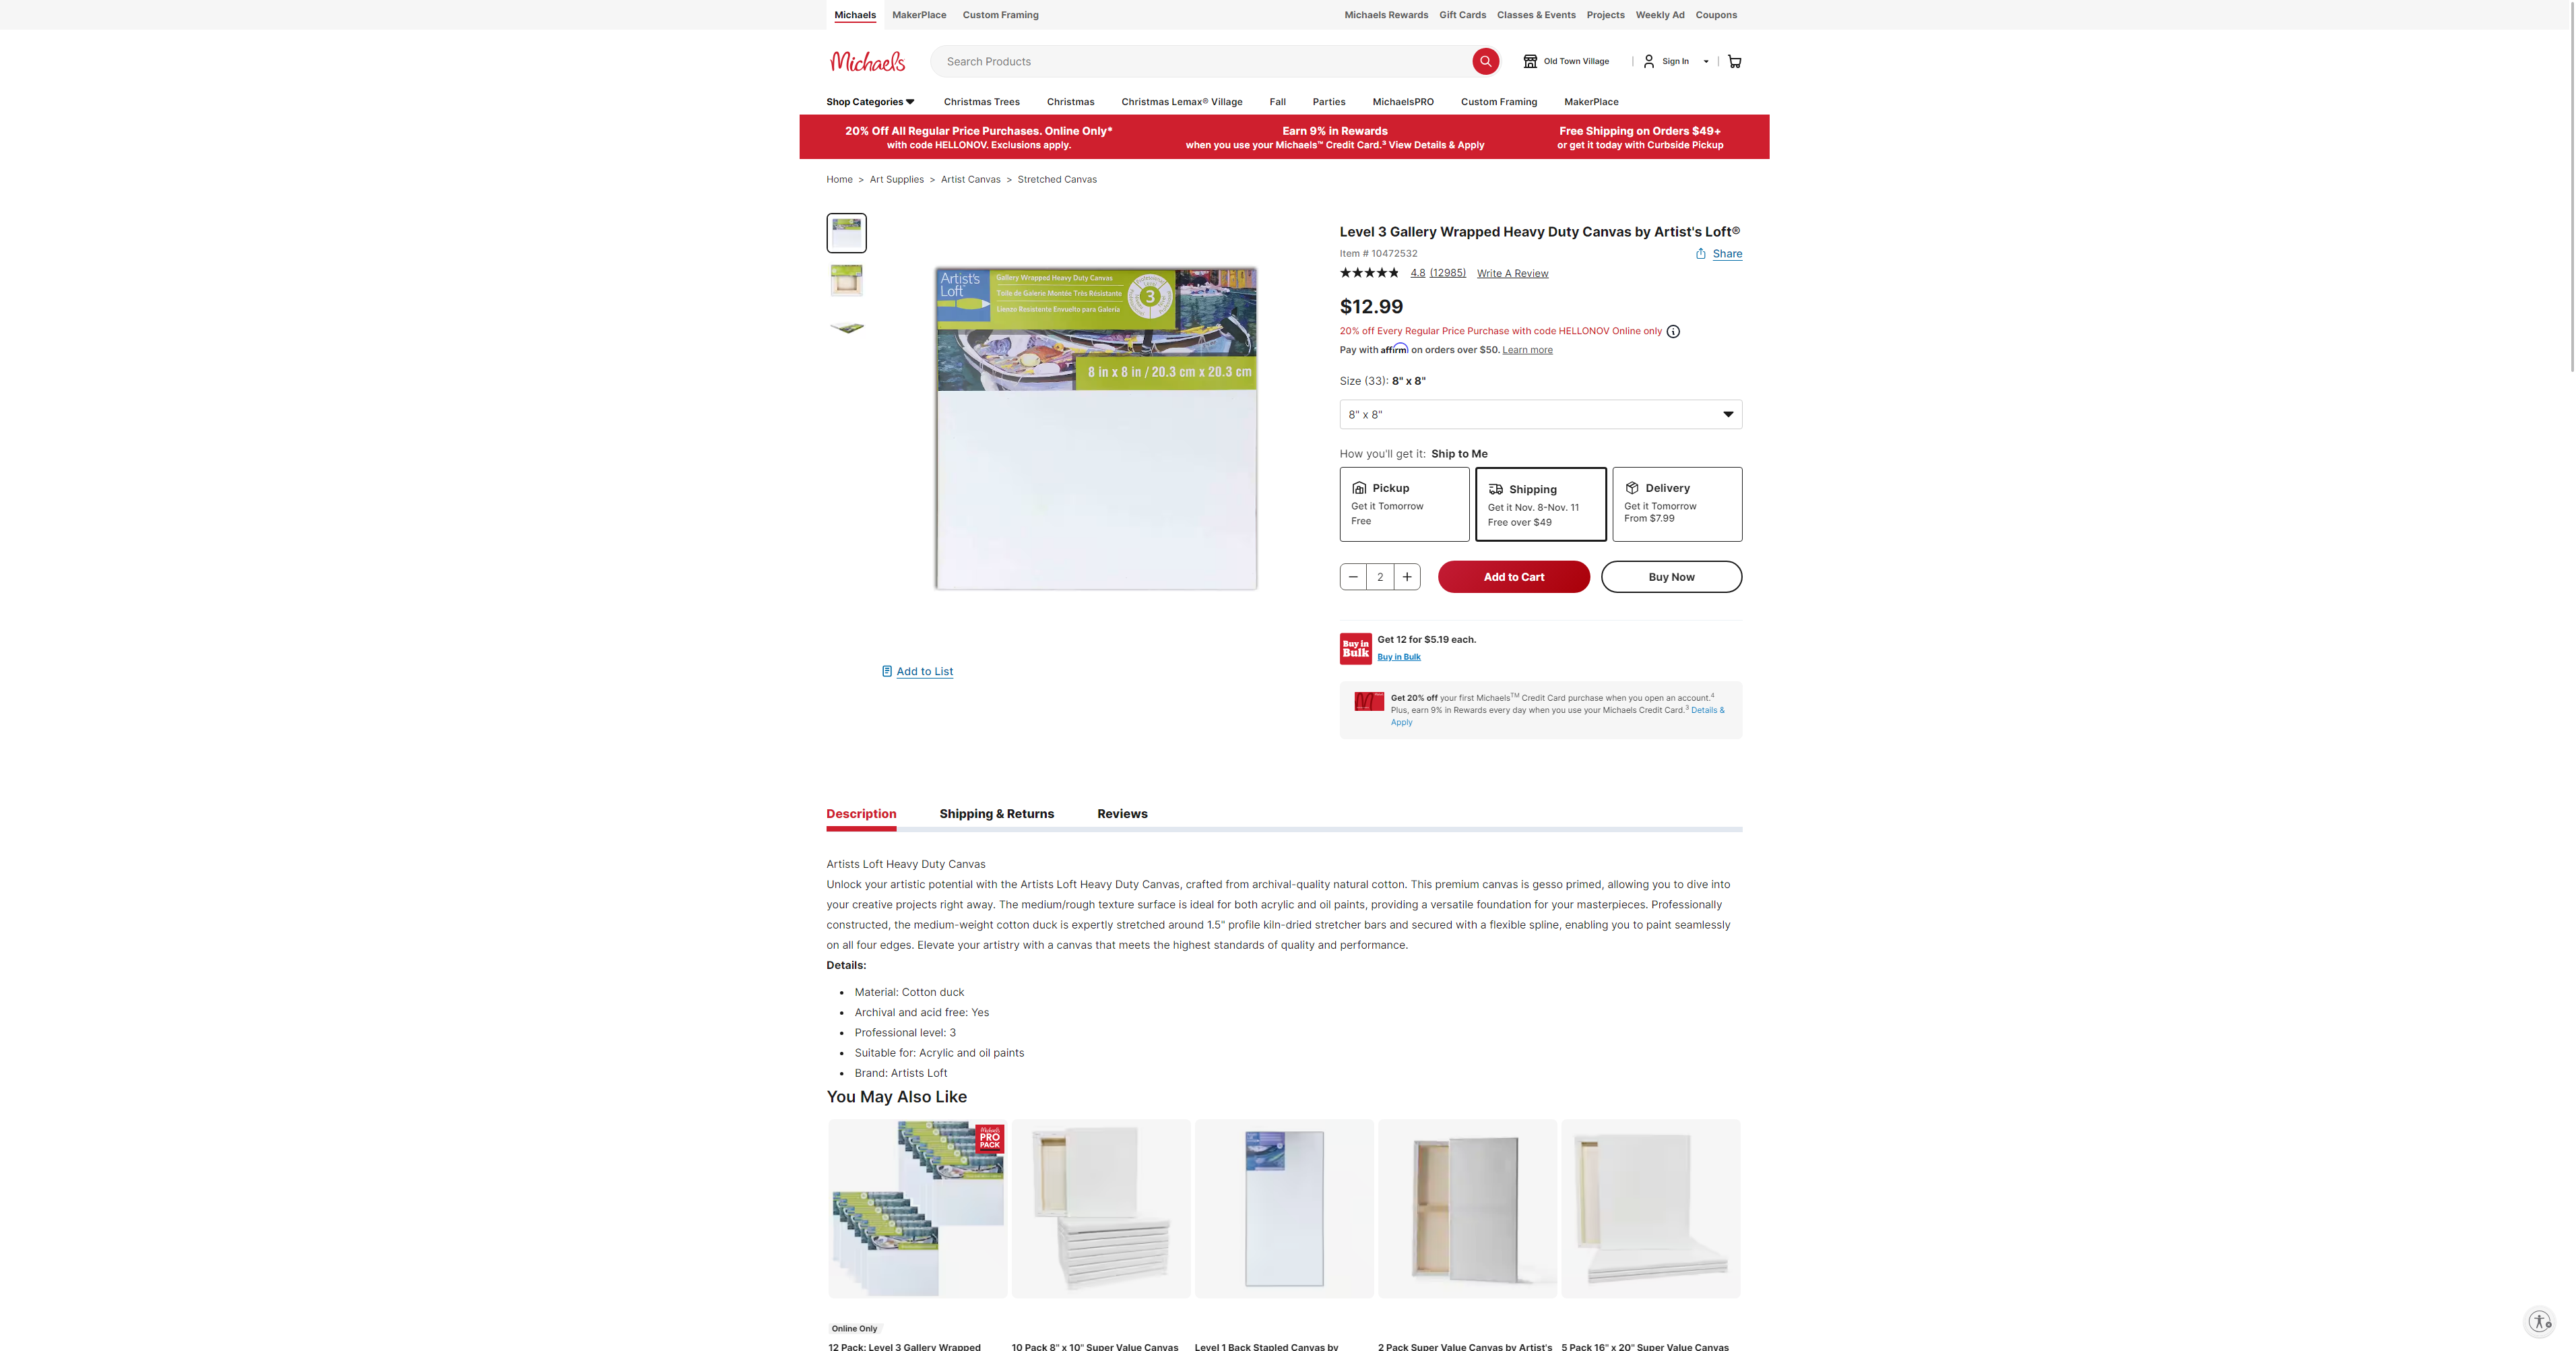 Michaels MakerPlace Custom Framing
Michaels Rewards Gift Cards Classes & Events Projects Weekly Ad Coupons
Michaels
Search Products
Old Town Village | Sign In |
Shop Categories Christmas Trees Christmas Christmas Lemax® Village Fall Parties MichaelsPRO Custom Framing MakerPlace
20% Off All Regular Price Purchases. Online Only*
with code HELLONOV. Exclusions apply.
Earn 9% in Rewards
when you use your Michaels™ Credit Card.³ View Details & Apply
Free Shipping on Orders $49+
or get it today with Curbside Pickup
Home > Art Supplies > Artist Canvas > Stretched Canvas
Artist's
Loft
Gallery Wrapped Heavy Duty Canvas
Toile de Galerie Montée Très Résistante
Lienzo Resistente Envuelto para Galería
3
8 in x 8 in / 20.3 cm x 20.3 cm
Add to List
Level 3 Gallery Wrapped Heavy Duty Canvas by Artist's Loft®
Item # 10472532
Share
4.8 (12985) Write A Review
$12.99
20% off Every Regular Price Purchase with code HELLONOV Online only
Pay with affirm on orders over $50. Learn more
Size (33): 8" x 8"
8" x 8"
How you'll get it: Ship to Me
Pickup
Get it Tomorrow
Free
Shipping
Get it Nov. 8-Nov. 11
Free over $49
Delivery
Get it Tomorrow
From $7.99
− 2 +
Add to Cart
Buy Now
Buy in
Bulk
Get 12 for $5.19 each.
Buy in Bulk
Get 20% off your first Michaels™ Credit Card purchase when you open an account.⁴
Plus, earn 9% in Rewards every day when you use your Michaels Credit Card.³ Details &
Apply
Description Shipping & Returns Reviews
Artists Loft Heavy Duty Canvas
Unlock your artistic potential with the Artists Loft Heavy Duty Canvas, crafted from archival-quality natural cotton. This premium canvas is gesso primed, allowing you to dive into
your creative projects right away. The medium/rough texture surface is ideal for both acrylic and oil paints, providing a versatile foundation for your masterpieces. Professionally
constructed, the medium-weight cotton duck is expertly stretched around 1.5" profile kiln-dried stretcher bars and secured with a flexible spline, enabling you to paint seamlessly
on all four edges. Elevate your artistry with a canvas that meets the highest standards of quality and performance.
Details:
• Material: Cotton duck
• Archival and acid free: Yes
• Professional level: 3
• Suitable for: Acrylic and oil paints
• Brand: Artists Loft
You May Also Like
Michaels
PRO
PACK
Online Only
12 Pack: Level 3 Gallery Wrapped
10 Pack 8" x 10" Super Value Canvas
Level 1 Back Stapled Canvas by
2 Pack Super Value Canvas by Artist's
5 Pack 16" x 20" Super Value Canvas